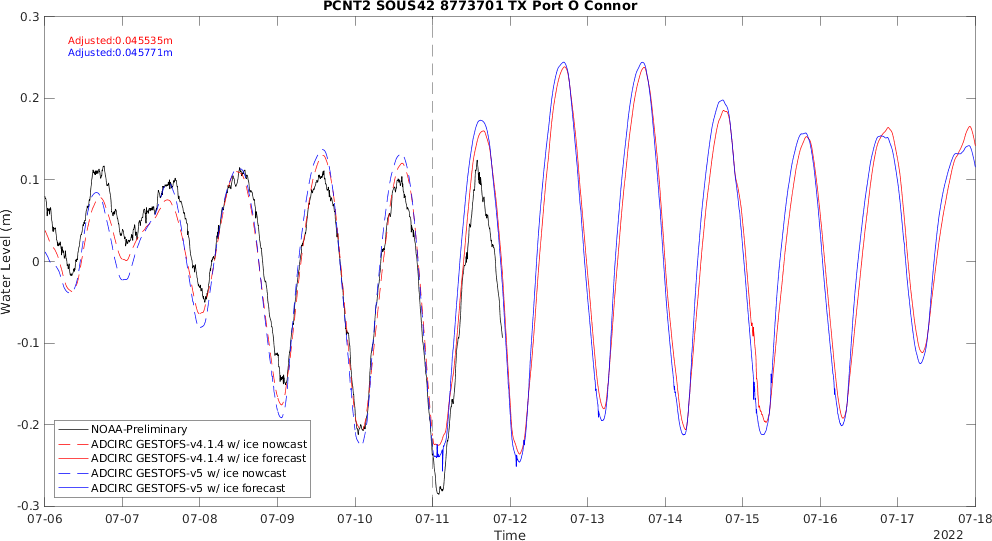 PCNT2 SOUS42 8773701 TX Port O Connor
Adjusted:0.045535m
Adjusted:0.045771m
0.3
0.2
0.1
0
-0.1
-0.2
-0.3
Water Level (m)
NOAA-Preliminary
ADCIRC GESTOFS-v4.1.4 w/ ice nowcast
ADCIRC GESTOFS-v4.1.4 w/ ice forecast
ADCIRC GESTOFS-v5 w/ ice nowcast
ADCIRC GESTOFS-v5 w/ ice forecast
07-06 07-07 07-08 07-09 07-10 07-11 07-12 07-13 07-14 07-15 07-16 07-17 07-18
Time
2022